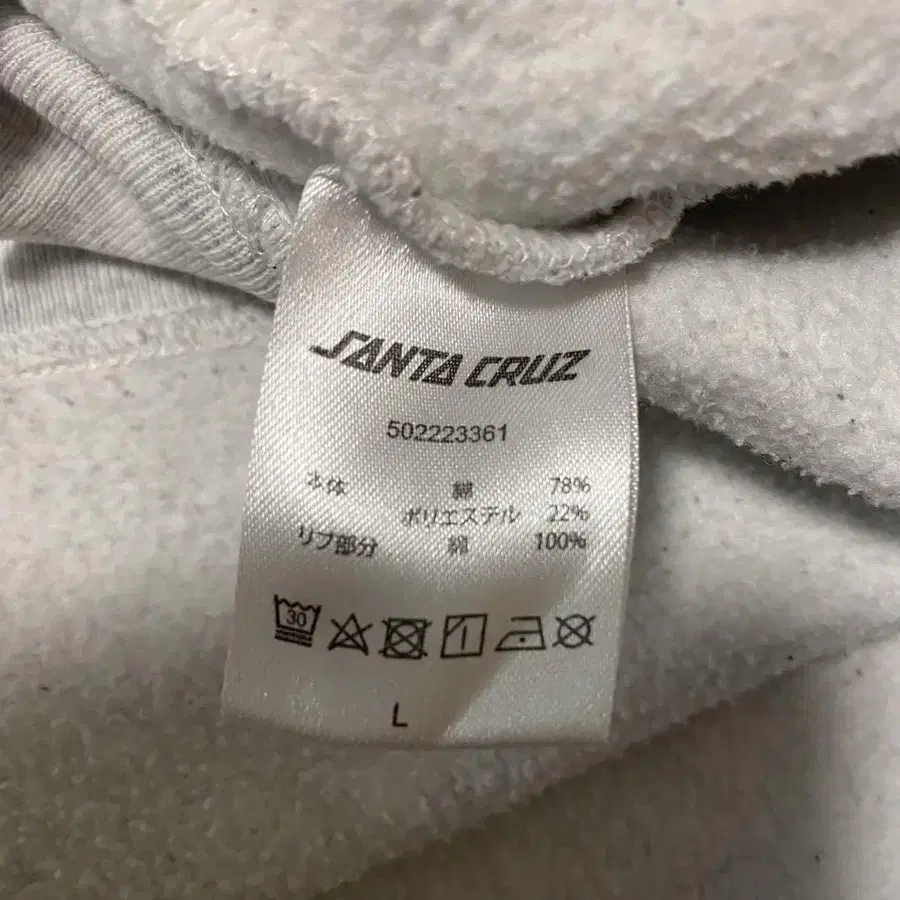 SANTA CRUZ
502223361
本体 綿 78%
ポリエステル 22%
リブ部分 綿 100%
30
L